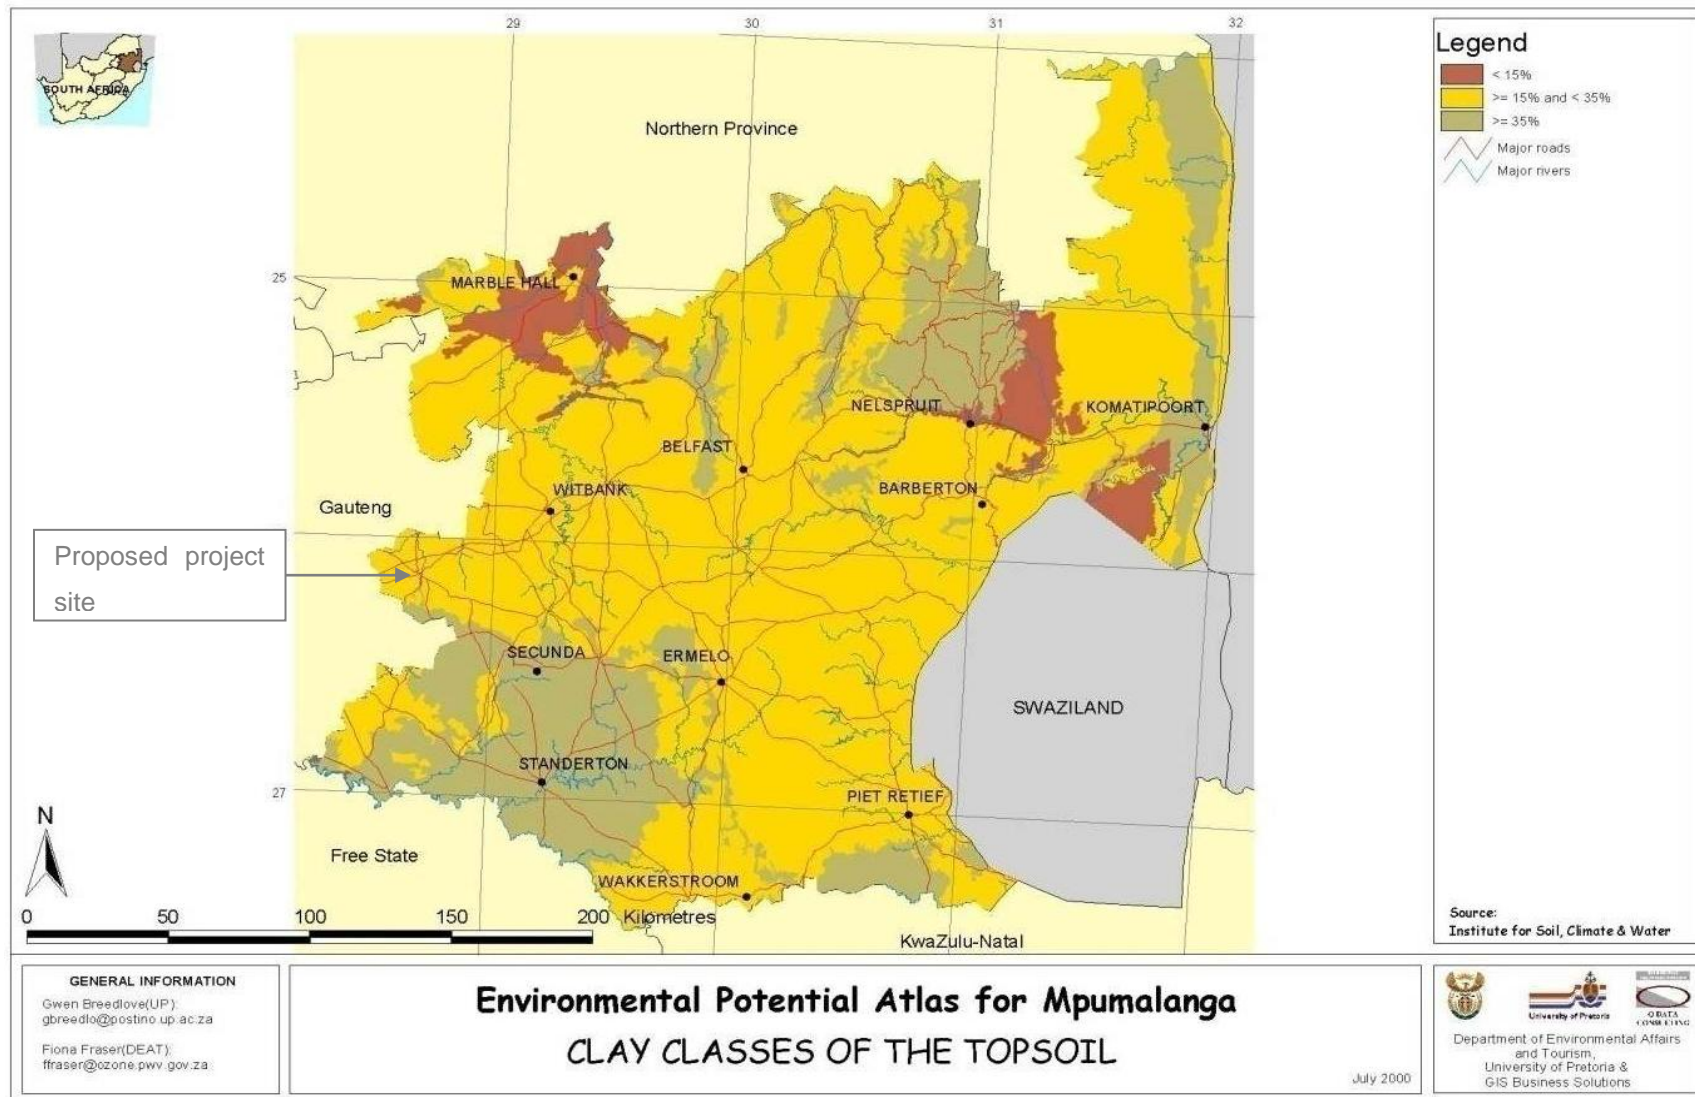 29
30
31
32
SOUTH AFRICA
Northern Province
25
MARBLE HALL
NELSPRUIT
KOMATIPOORT
BELFAST
WITBANK
BARBERTON
Gauteng
Proposed project
site
SECUNDA
ERMELO
SWAZILAND
STANDERTON
27
PIET RETIEF
N
Free State
WAKKERSTROOM
0 50 100 150 200 Kilometres
KwaZulu-Natal
Legend
< 15%
>= 15% and < 35%
>= 35%
Major roads
Major rivers
Source:
Institute for Soil, Climate & Water
GENERAL INFORMATION
Gwen Breedlove(UP):
gbreedlo@postino.up.ac.za
Fiona Fraser(DEAT):
ffraser@ozone.pwv.gov.za
Environmental Potential Atlas for Mpumalanga
CLAY CLASSES OF THE TOPSOIL
July 2000
University of Pretoria
Q DATA
CONSULTING
Department of Environmental Affairs
and Tourism,
University of Pretoria &
GIS Business Solutions